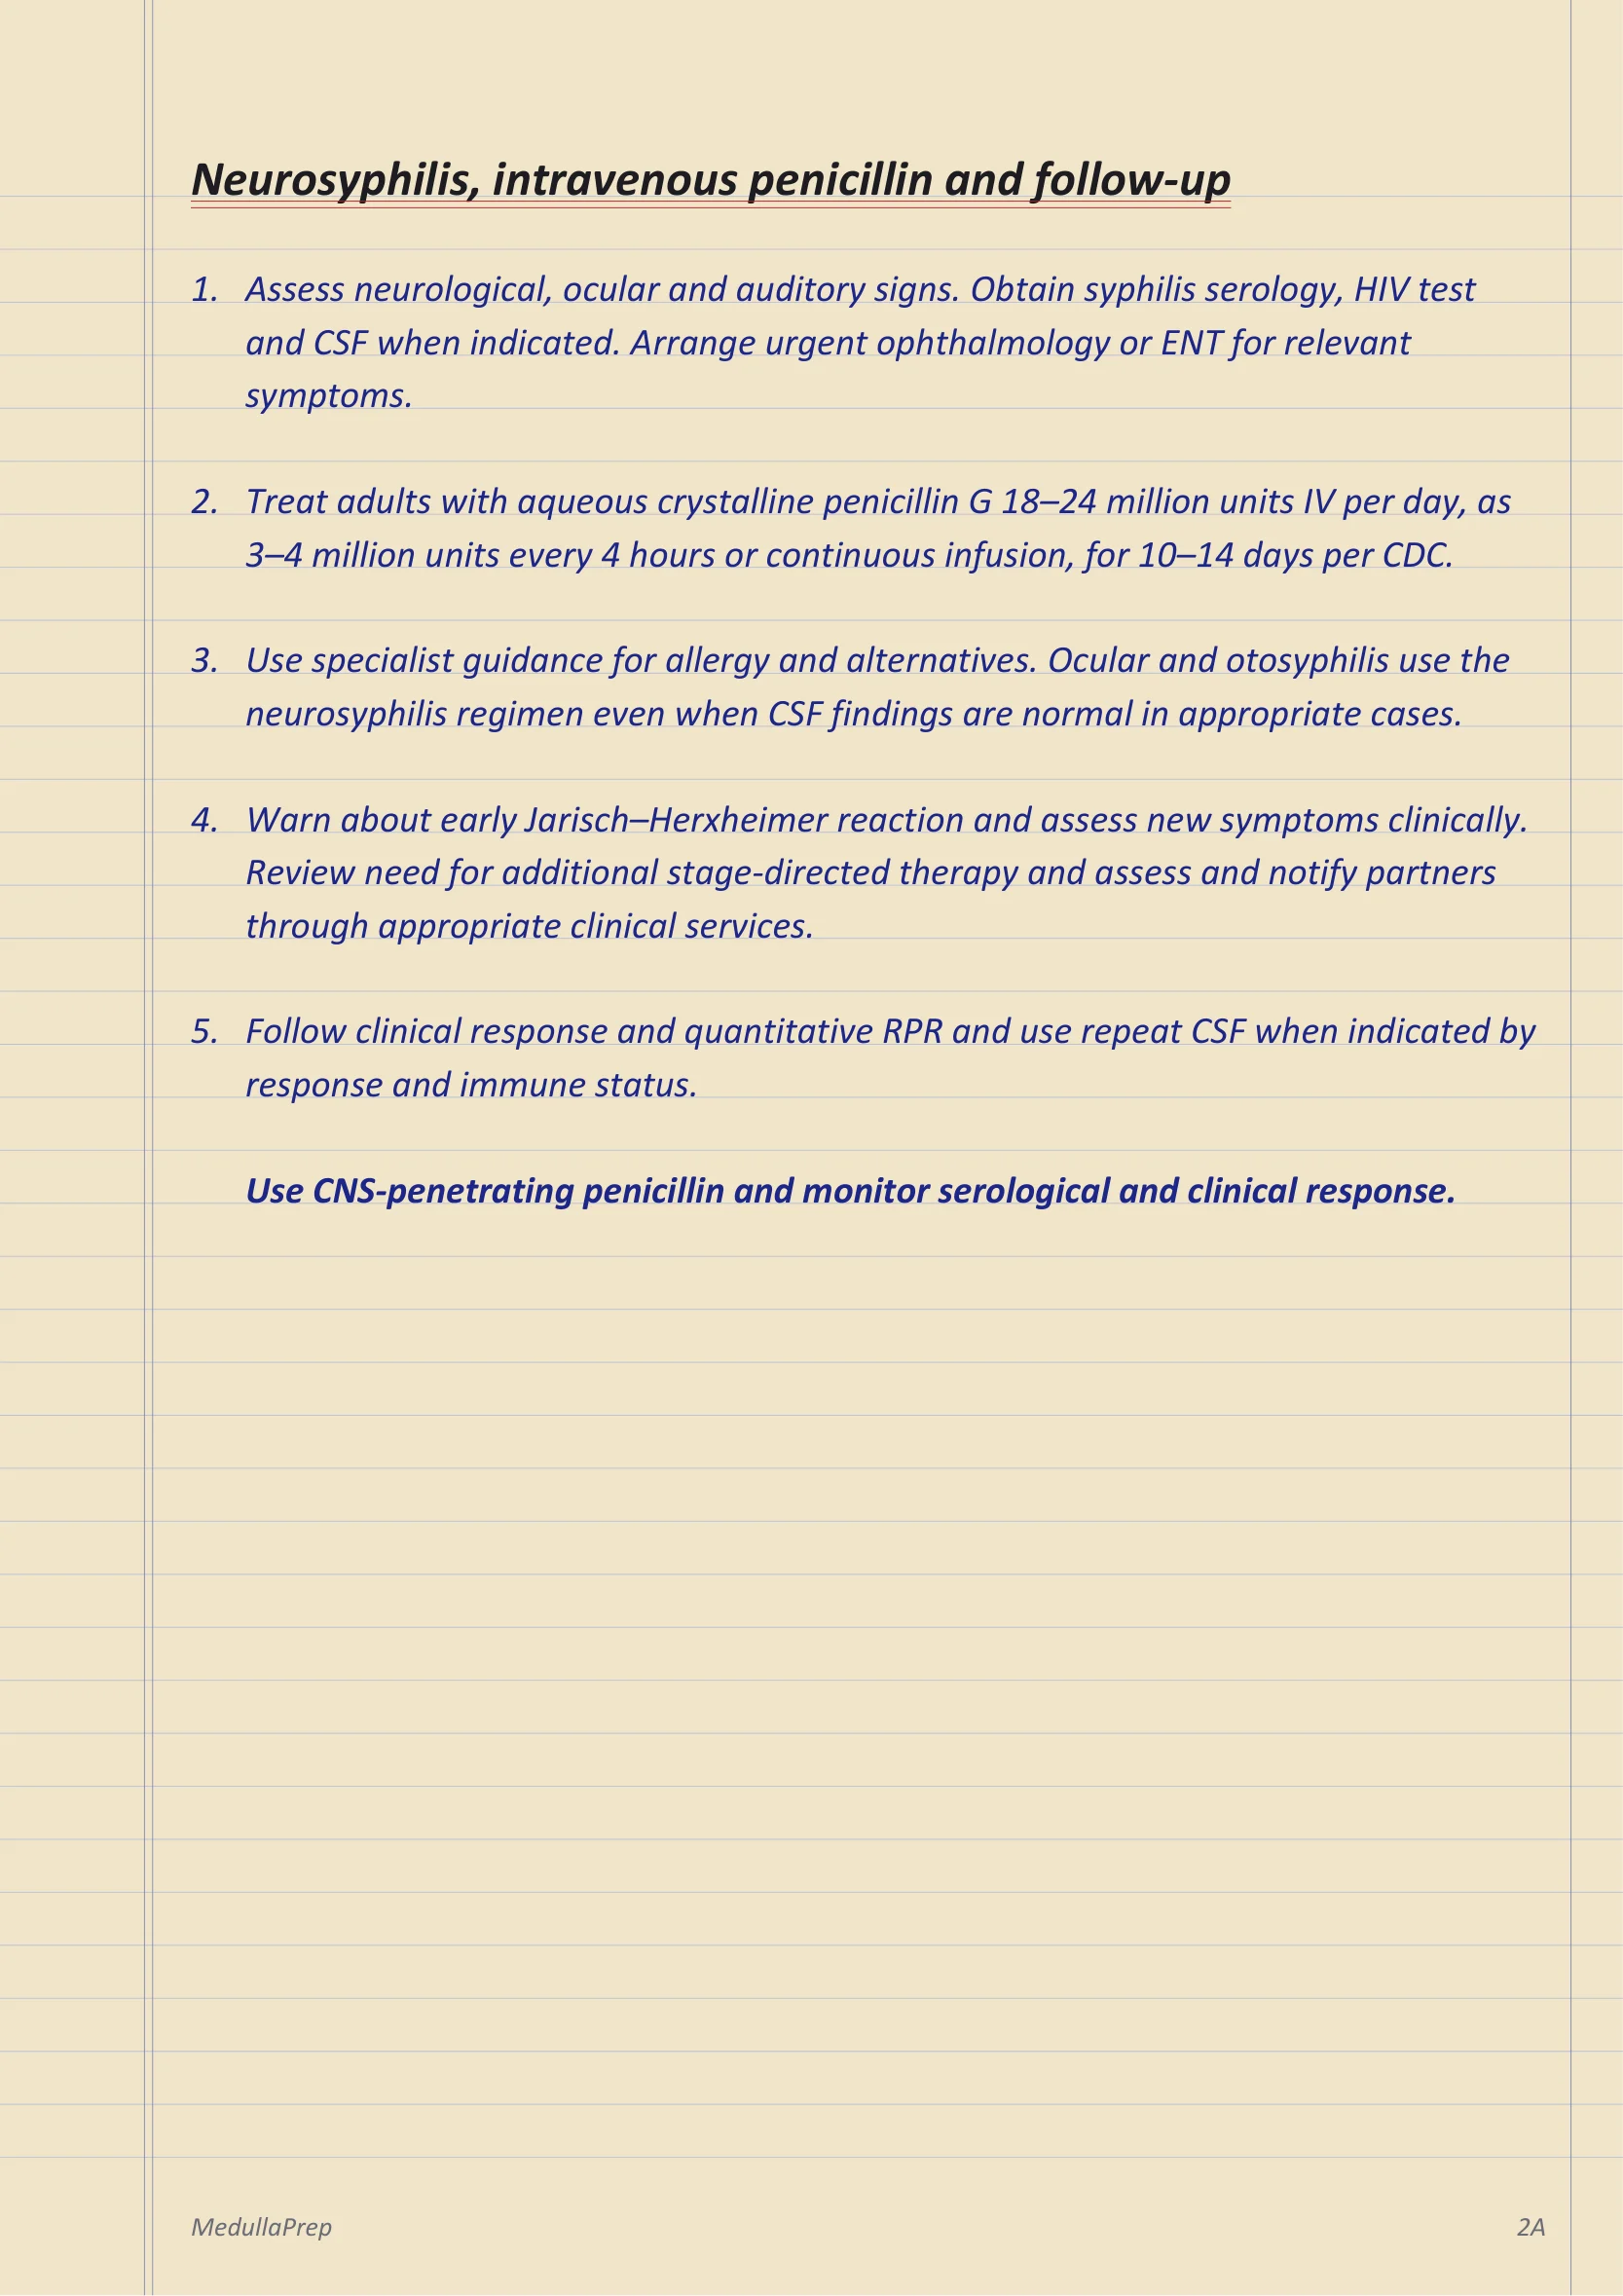 Neurosyphilis, intravenous penicillin and follow-up
1. Assess neurological, ocular and auditory signs. Obtain syphilis serology, HIV test
and CSF when indicated. Arrange urgent ophthalmology or ENT for relevant
symptoms.
2. Treat adults with aqueous crystalline penicillin G 18–24 million units IV per day, as
3–4 million units every 4 hours or continuous infusion, for 10–14 days per CDC.
3. Use specialist guidance for allergy and alternatives. Ocular and otosyphilis use the
neurosyphilis regimen even when CSF findings are normal in appropriate cases.
4. Warn about early Jarisch–Herxheimer reaction and assess new symptoms clinically.
Review need for additional stage-directed therapy and assess and notify partners
through appropriate clinical services.
5. Follow clinical response and quantitative RPR and use repeat CSF when indicated by
response and immune status.
Use CNS-penetrating penicillin and monitor serological and clinical response.
MedullaPrep
2A